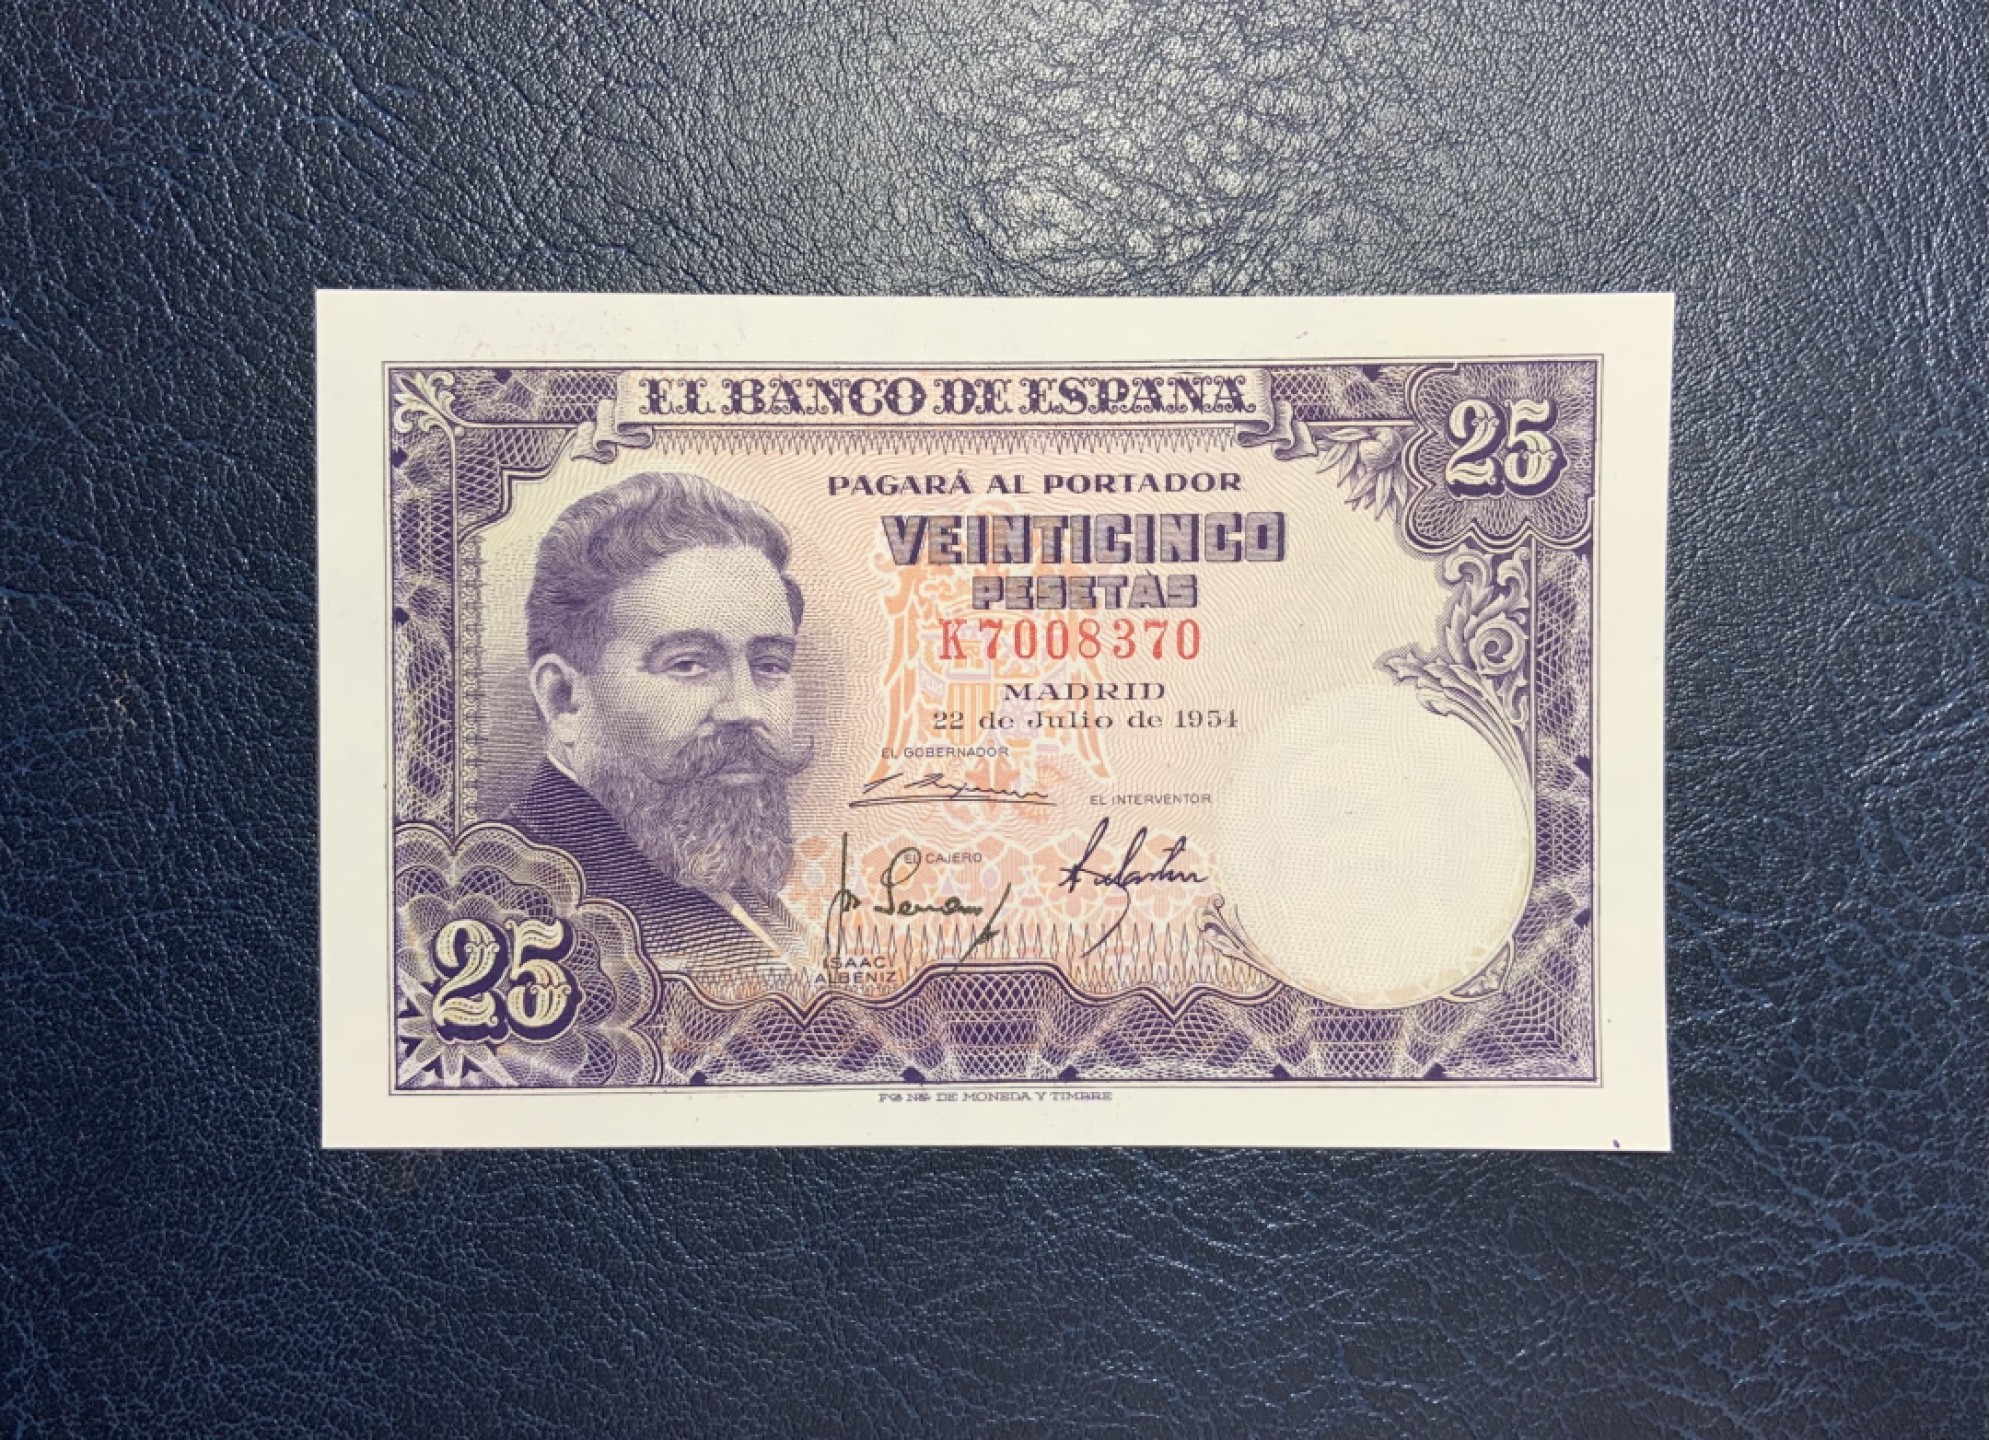 EL BANCO DE ESPAÑA
25
PAGARÁ AL PORTADOR
VEINTICINCO
PESETAS
K7008370
MADRID
22 de Julio de 1954
EL GOBERNADOR
EL INTERVENTOR
EL CAJERO
ISAAC
ALBÉNIZ
25
Fca Nal DE MONEDA Y TIMBRE